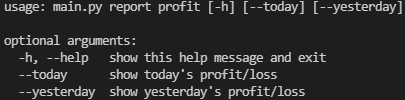 usage: main.py report profit [-h] [--today] [--yesterday]
optional arguments:
-h, --help show this help message and exit
--today show today's profit/loss
--yesterday show yesterday's profit/loss